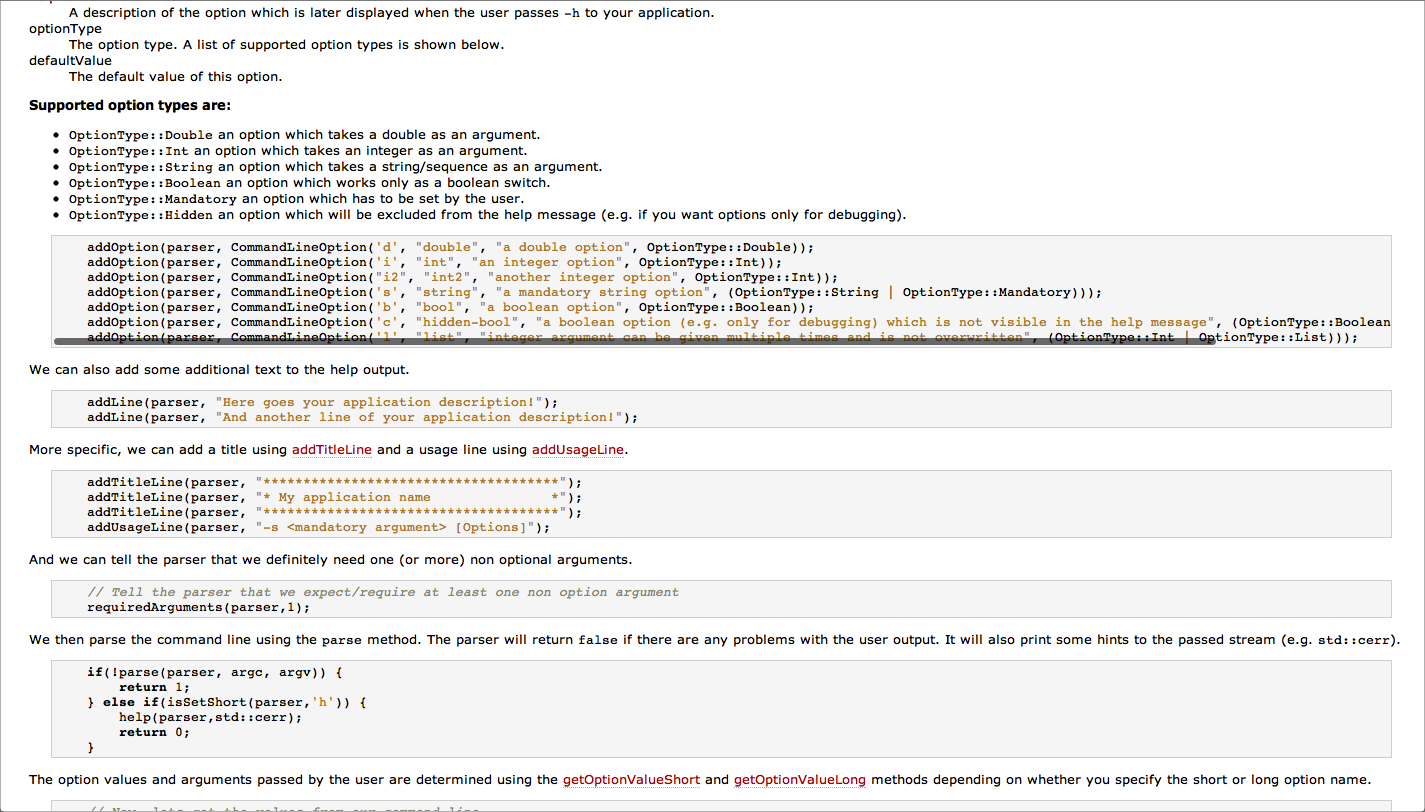 A description of the option which is later displayed when the user passes -h to your application.
optionType
The option type. A list of supported option types is shown below.
defaultValue
The default value of this option.
Supported option types are:
• OptionType::Double an option which takes a double as an argument.
• OptionType::Int an option which takes an integer as an argument.
• OptionType::String an option which takes a string/sequence as an argument.
• OptionType::Boolean an option which works only as a boolean switch.
• OptionType::Mandatory an option which has to be set by the user.
• OptionType::Hidden an option which will be excluded from the help message (e.g. if you want options only for debugging).
addOption(parser, CommandLineOption('d', "double", "a double option", OptionType::Double));
addOption(parser, CommandLineOption('i', "int", "an integer option", OptionType::Int));
addOption(parser, CommandLineOption("i2", "int2", "another integer option", OptionType::Int));
addOption(parser, CommandLineOption('s', "string", "a mandatory string option", (OptionType::String | OptionType::Mandatory)));
addOption(parser, CommandLineOption('b', "bool", "a boolean option", OptionType::Boolean));
addOption(parser, CommandLineOption('c', "hidden-bool", "a boolean option (e.g. only for debugging) which is not visible in the help message", (OptionType::Boolean
addOption(parser, CommandLineOption('l', "list", "integer argument can be given multiple times and is not overwritten", (OptionType::Int | OptionType::List)));
We can also add some additional text to the help output.
addLine(parser, "Here goes your application description!");
addLine(parser, "And another line of your application description!");
More specific, we can add a title using addTitleLine and a usage line using addUsageLine.
addTitleLine(parser, "*************************************");
addTitleLine(parser, "* My application name               *");
addTitleLine(parser, "*************************************");
addUsageLine(parser, "-s <mandatory argument> [Options]");
And we can tell the parser that we definitely need one (or more) non optional arguments.
// Tell the parser that we expect/require at least one non option argument
requiredArguments(parser,1);
We then parse the command line using the parse method. The parser will return false if there are any problems with the user output. It will also print some hints to the passed stream (e.g. std::cerr).
if(!parse(parser, argc, argv)) {
return 1;
} else if(isSetShort(parser,'h')) {
help(parser,std::cerr);
return 0;
}
The option values and arguments passed by the user are determined using the getOptionValueShort and getOptionValueLong methods depending on whether you specify the short or long option name.